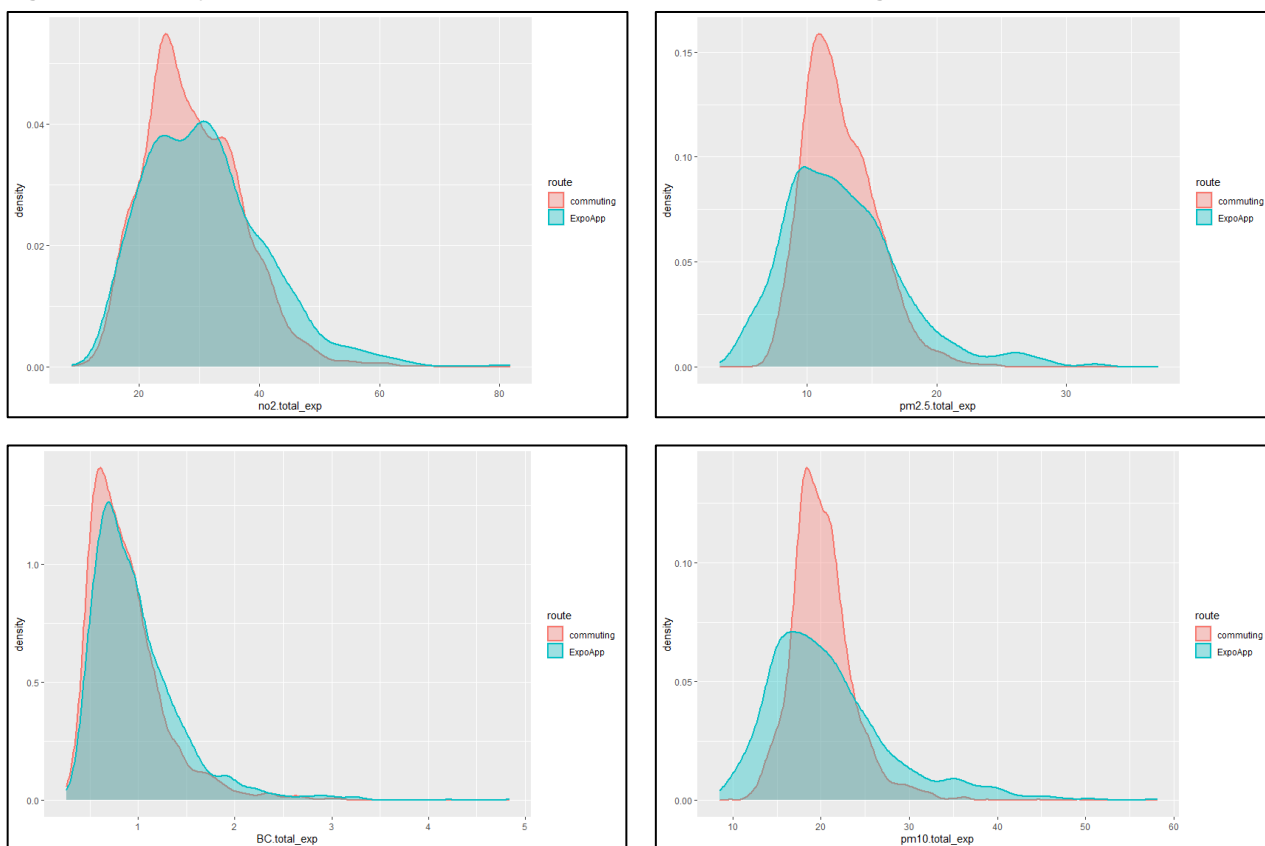 0.04
0.02
0.00
density
20
40
60
80
no2.total_exp
route
commuting
ExpoApp
0.15
0.10
0.05
0.00
density
10
20
30
pm2.5.total_exp
route
commuting
ExpoApp
1.0
0.5
0.0
density
1
2
3
4
5
BC.total_exp
route
commuting
ExpoApp
0.10
0.05
0.00
density
10
20
30
40
50
60
pm10.total_exp
route
commuting
ExpoApp